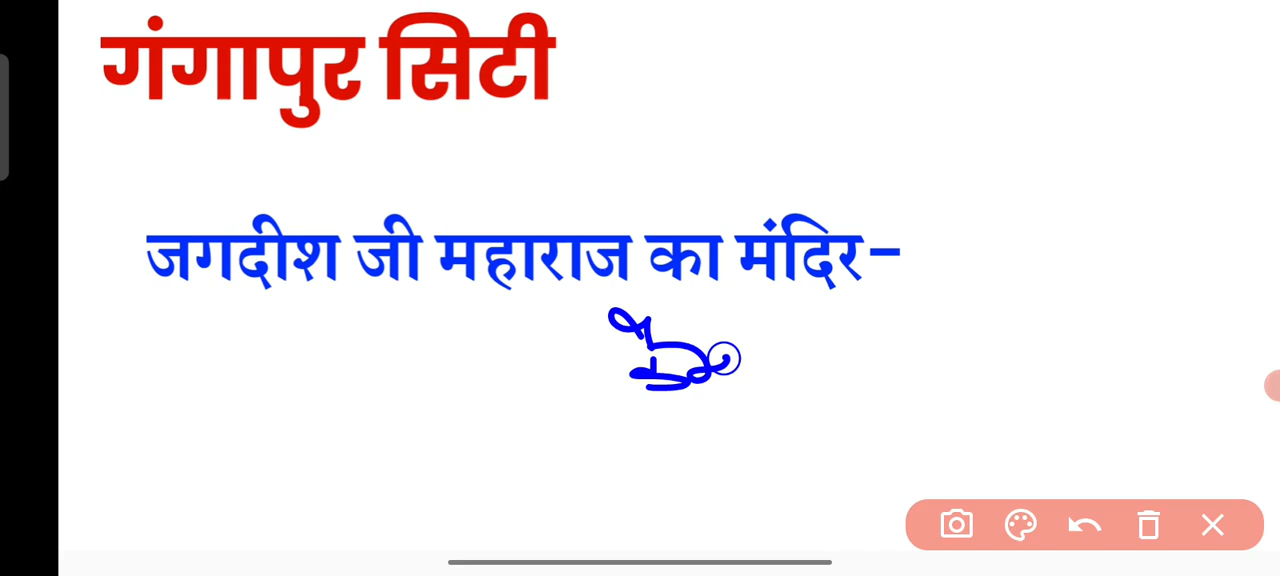 गंगापुर सिटी
जगदीश जी महाराज का मंदिर-